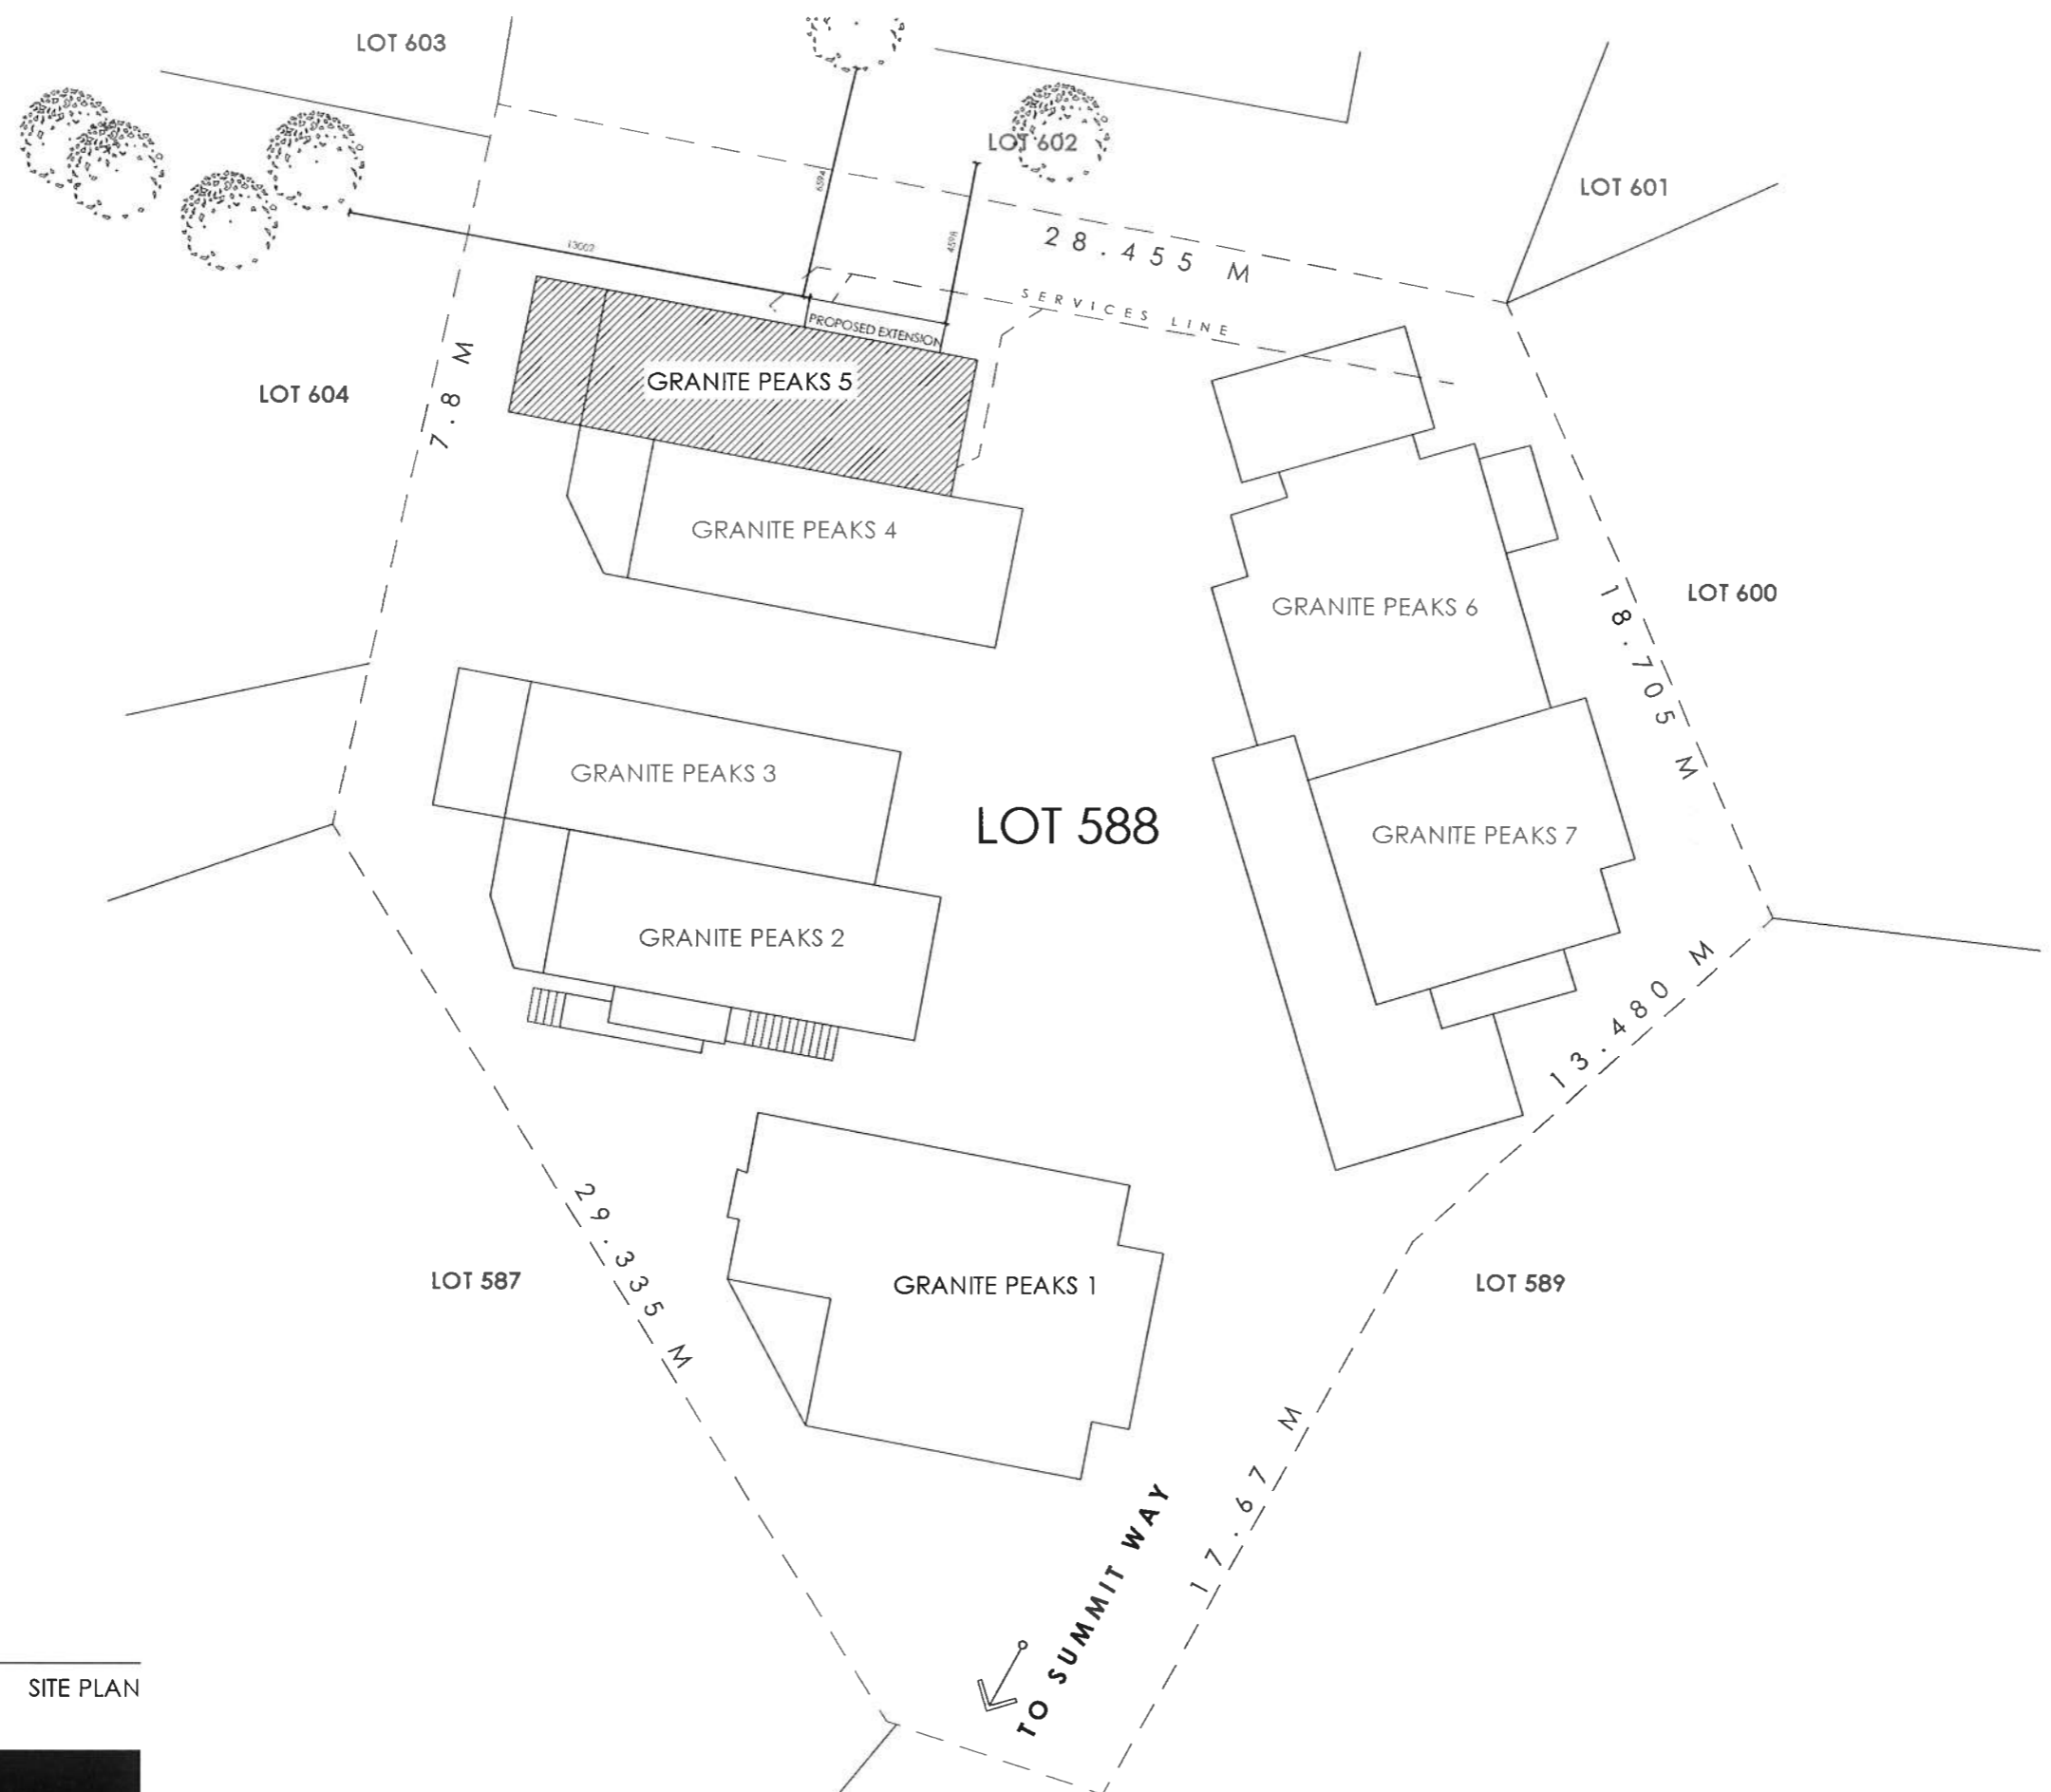 LOT 603
LOT 602
LOT 601
6594
4598
13002
28.455 M
SERVICES LINE
PROPOSED EXTENSION
7.8 M
GRANITE PEAKS 5
LOT 604
GRANITE PEAKS 4
GRANITE PEAKS 6
LOT 600
18.705 M
GRANITE PEAKS 3
LOT 588
GRANITE PEAKS 7
GRANITE PEAKS 2
13.480 M
29.335 M
LOT 587
GRANITE PEAKS 1
LOT 589
17.67 M
TO SUMMIT WAY
SITE PLAN